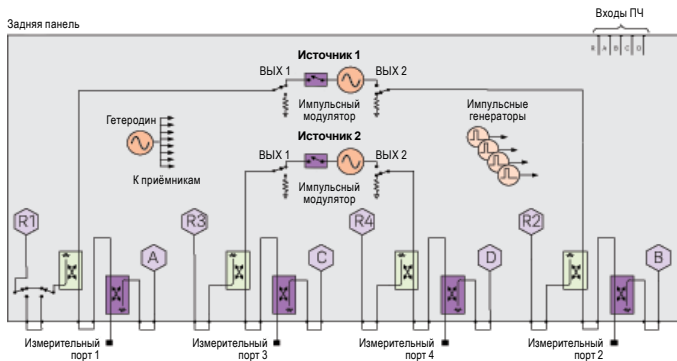 Входы ПЧ
Задняя панель
R A B C D
Источник 1
ВЫХ 1
ВЫХ 2
Импульсный
модулятор
Гетеродин
К приёмникам
Импульсные
генераторы
Источник 2
ВЫХ 1
ВЫХ 2
Импульсный
модулятор
R1
R3
R4
R2
A
C
D
B
Измерительный
порт 1
Измерительный
порт 3
Измерительный
порт 4
Измерительный
порт 2